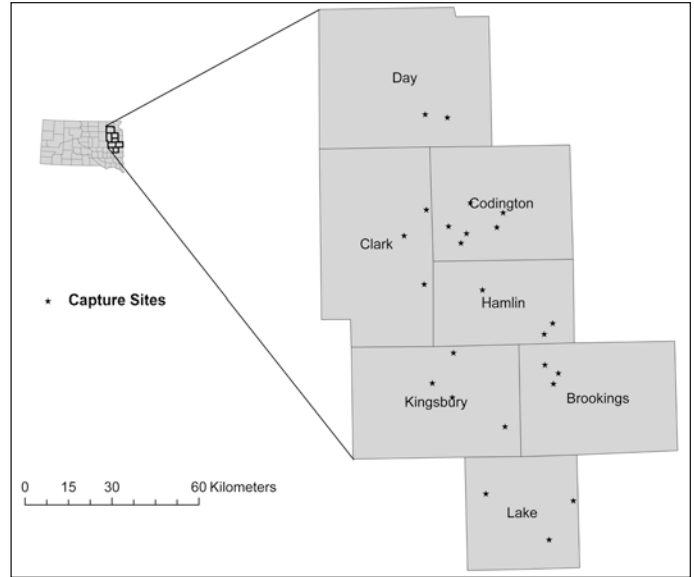 Day
Codington
Clark
Capture Sites
Hamlin
Kingsbury
Brookings
0 15 30 60 Kilometers
Lake